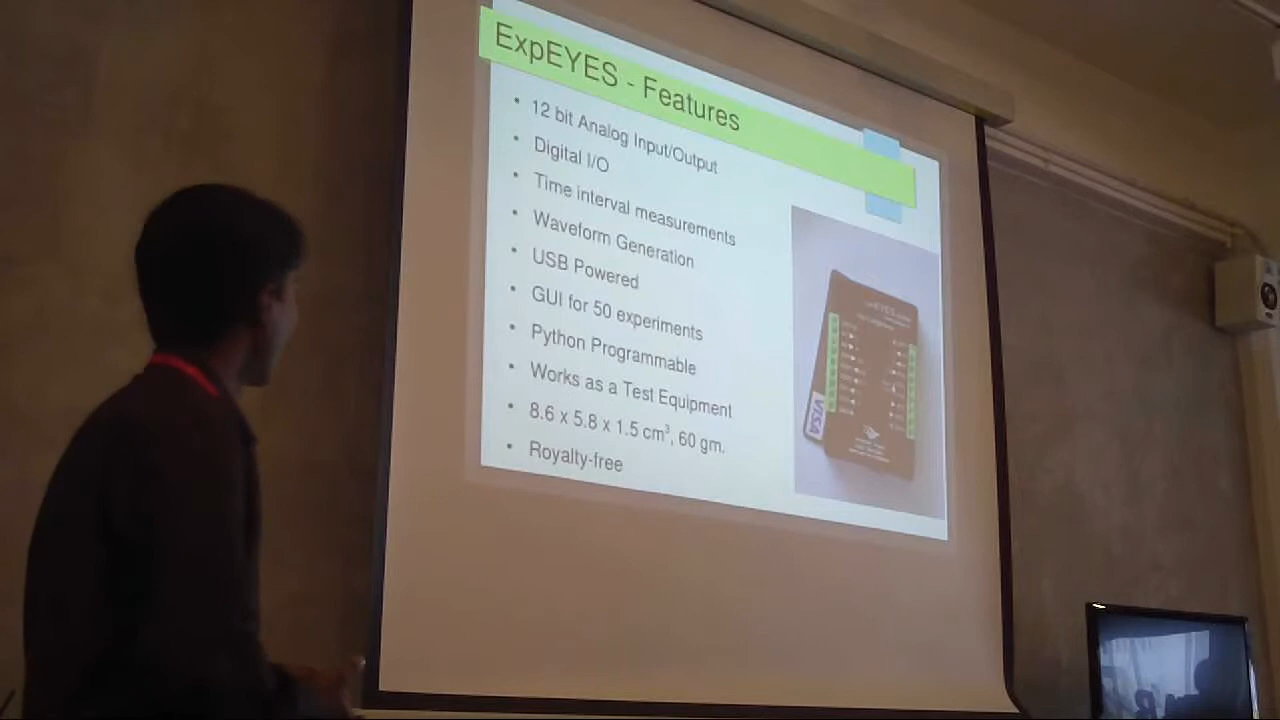 ExpEYES - Features
• 12 bit Analog Input/Output
• Digital I/O
• Time interval measurements
• Waveform Generation
• USB Powered
• GUI for 50 experiments
• Python Programmable
• Works as a Test Equipment
• 8.6 x 5.8 x 1.5 cm³, 60 gm.
• Royalty-free
VISA